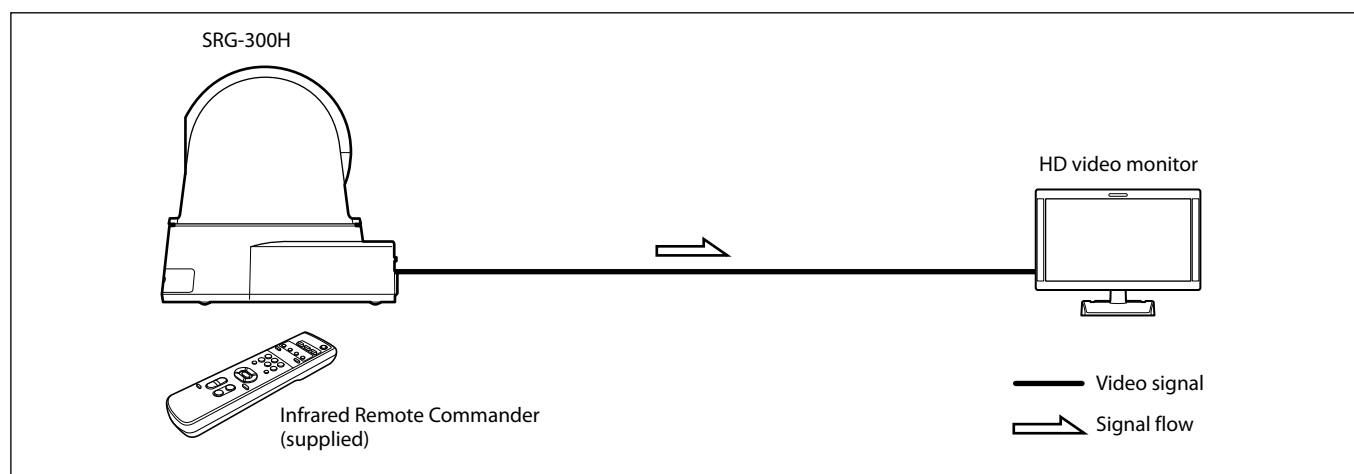 SRG-300H
HD video monitor
Infrared Remote Commander
(supplied)
Video signal
Signal flow